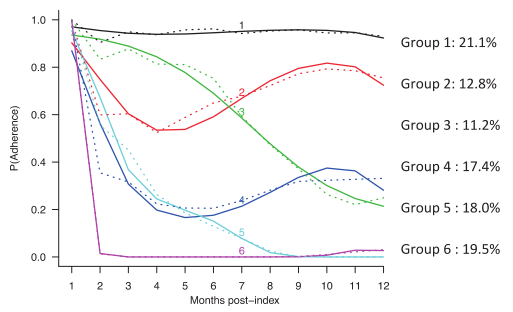 1.0
0.8
0.6
0.4
0.2
0.0
P(Adherence)
1
2
3
4
5
6
1 2 3 4 5 6 7 8 9 10 11 12
Months post-index
Group 1: 21.1%
Group 2: 12.8%
Group 3 : 11.2%
Group 4 : 17.4%
Group 5 : 18.0%
Group 6 : 19.5%